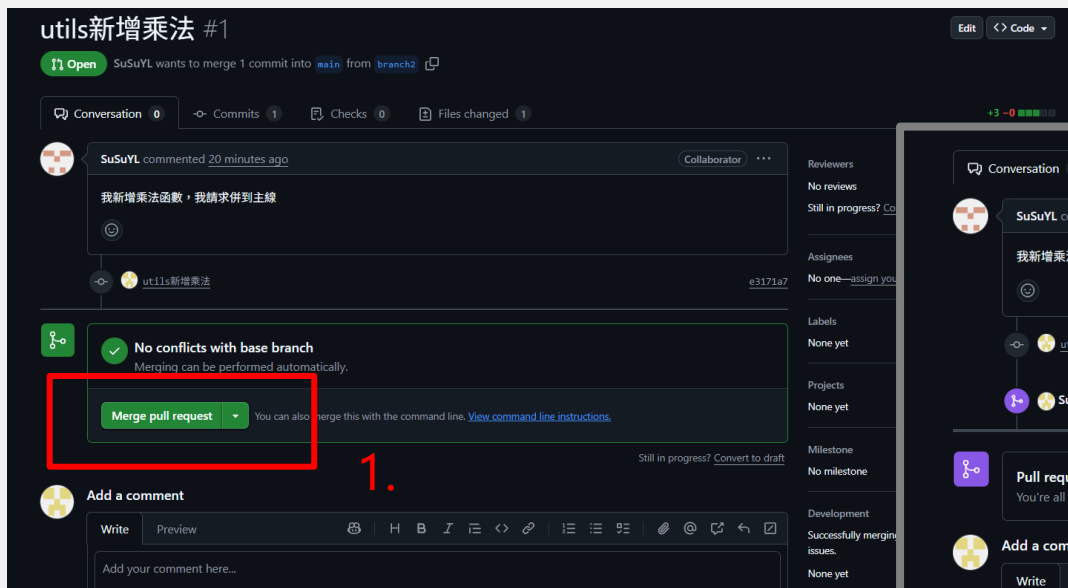 utils新增乘法 #1
Edit
<> Code
Open
SuSuYL wants to merge 1 commit into main from branch2
Conversation 0
Commits 1
Checks 0
Files changed 1
+3 −0
SuSuYL commented 20 minutes ago
Collaborator
我新增乘法函數，我請求併到主線
utils新增乘法
e3171a7
No conflicts with base branch
Merging can be performed automatically.
Merge pull request
You can also merge this with the command line. View command line instructions.
1.
Still in progress? Convert to draft
Add a comment
Write
Preview
H B I
Add your comment here...
Reviewers
No reviews
Still in progress? Co
Assignees
No one—assign you
Labels
None yet
Projects
None yet
Milestone
No milestone
Development
Successfully merging
issues.
None yet
Conversation
SuSuYL co
我新增乘
Su
Pull requ
You're all
Add a com
Write